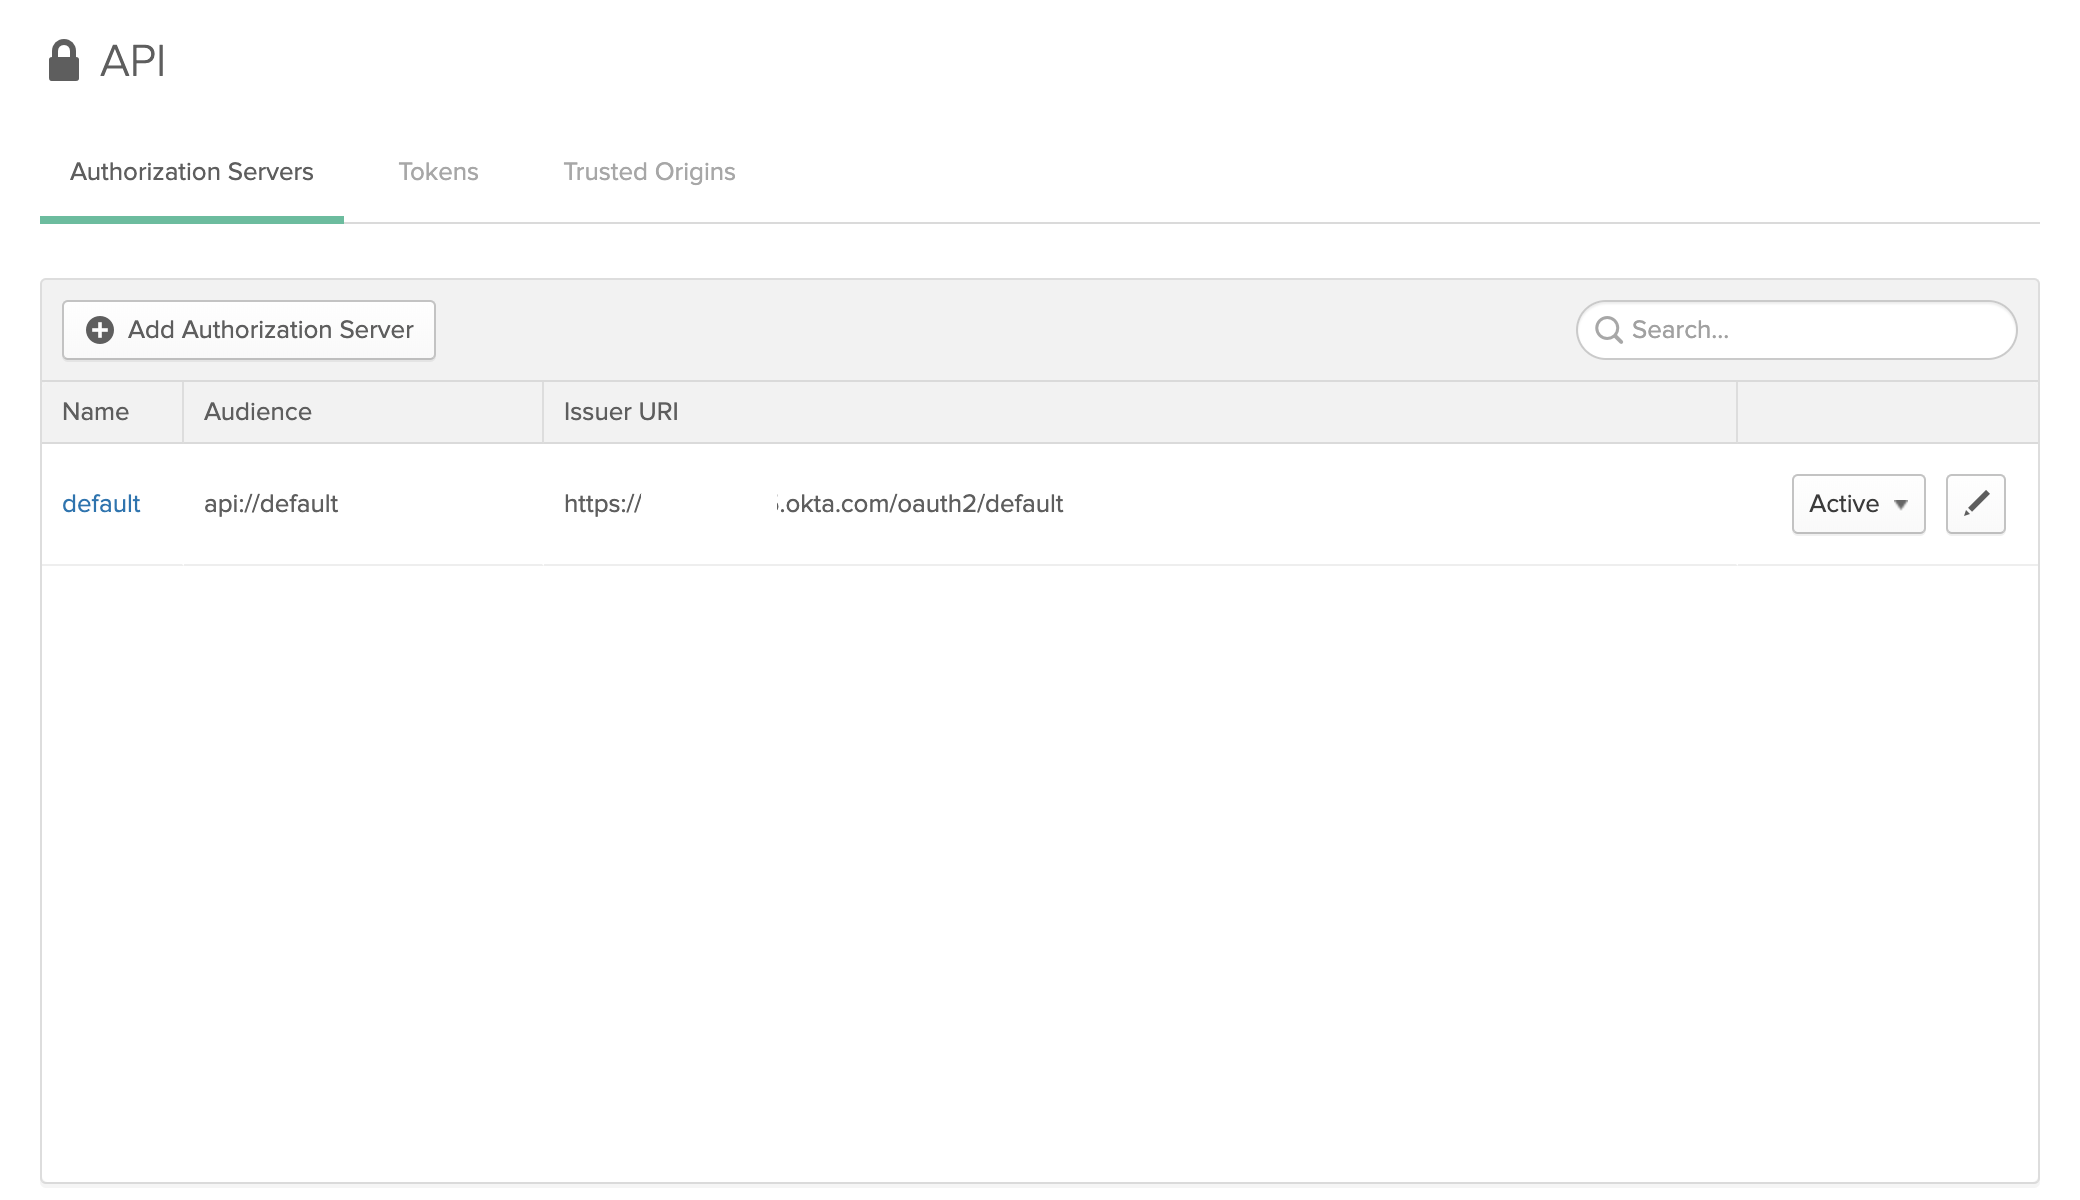 API
Authorization Servers Tokens Trusted Origins
Add Authorization Server Search...
Name Audience Issuer URI
default api://default https:// .okta.com/oauth2/default Active